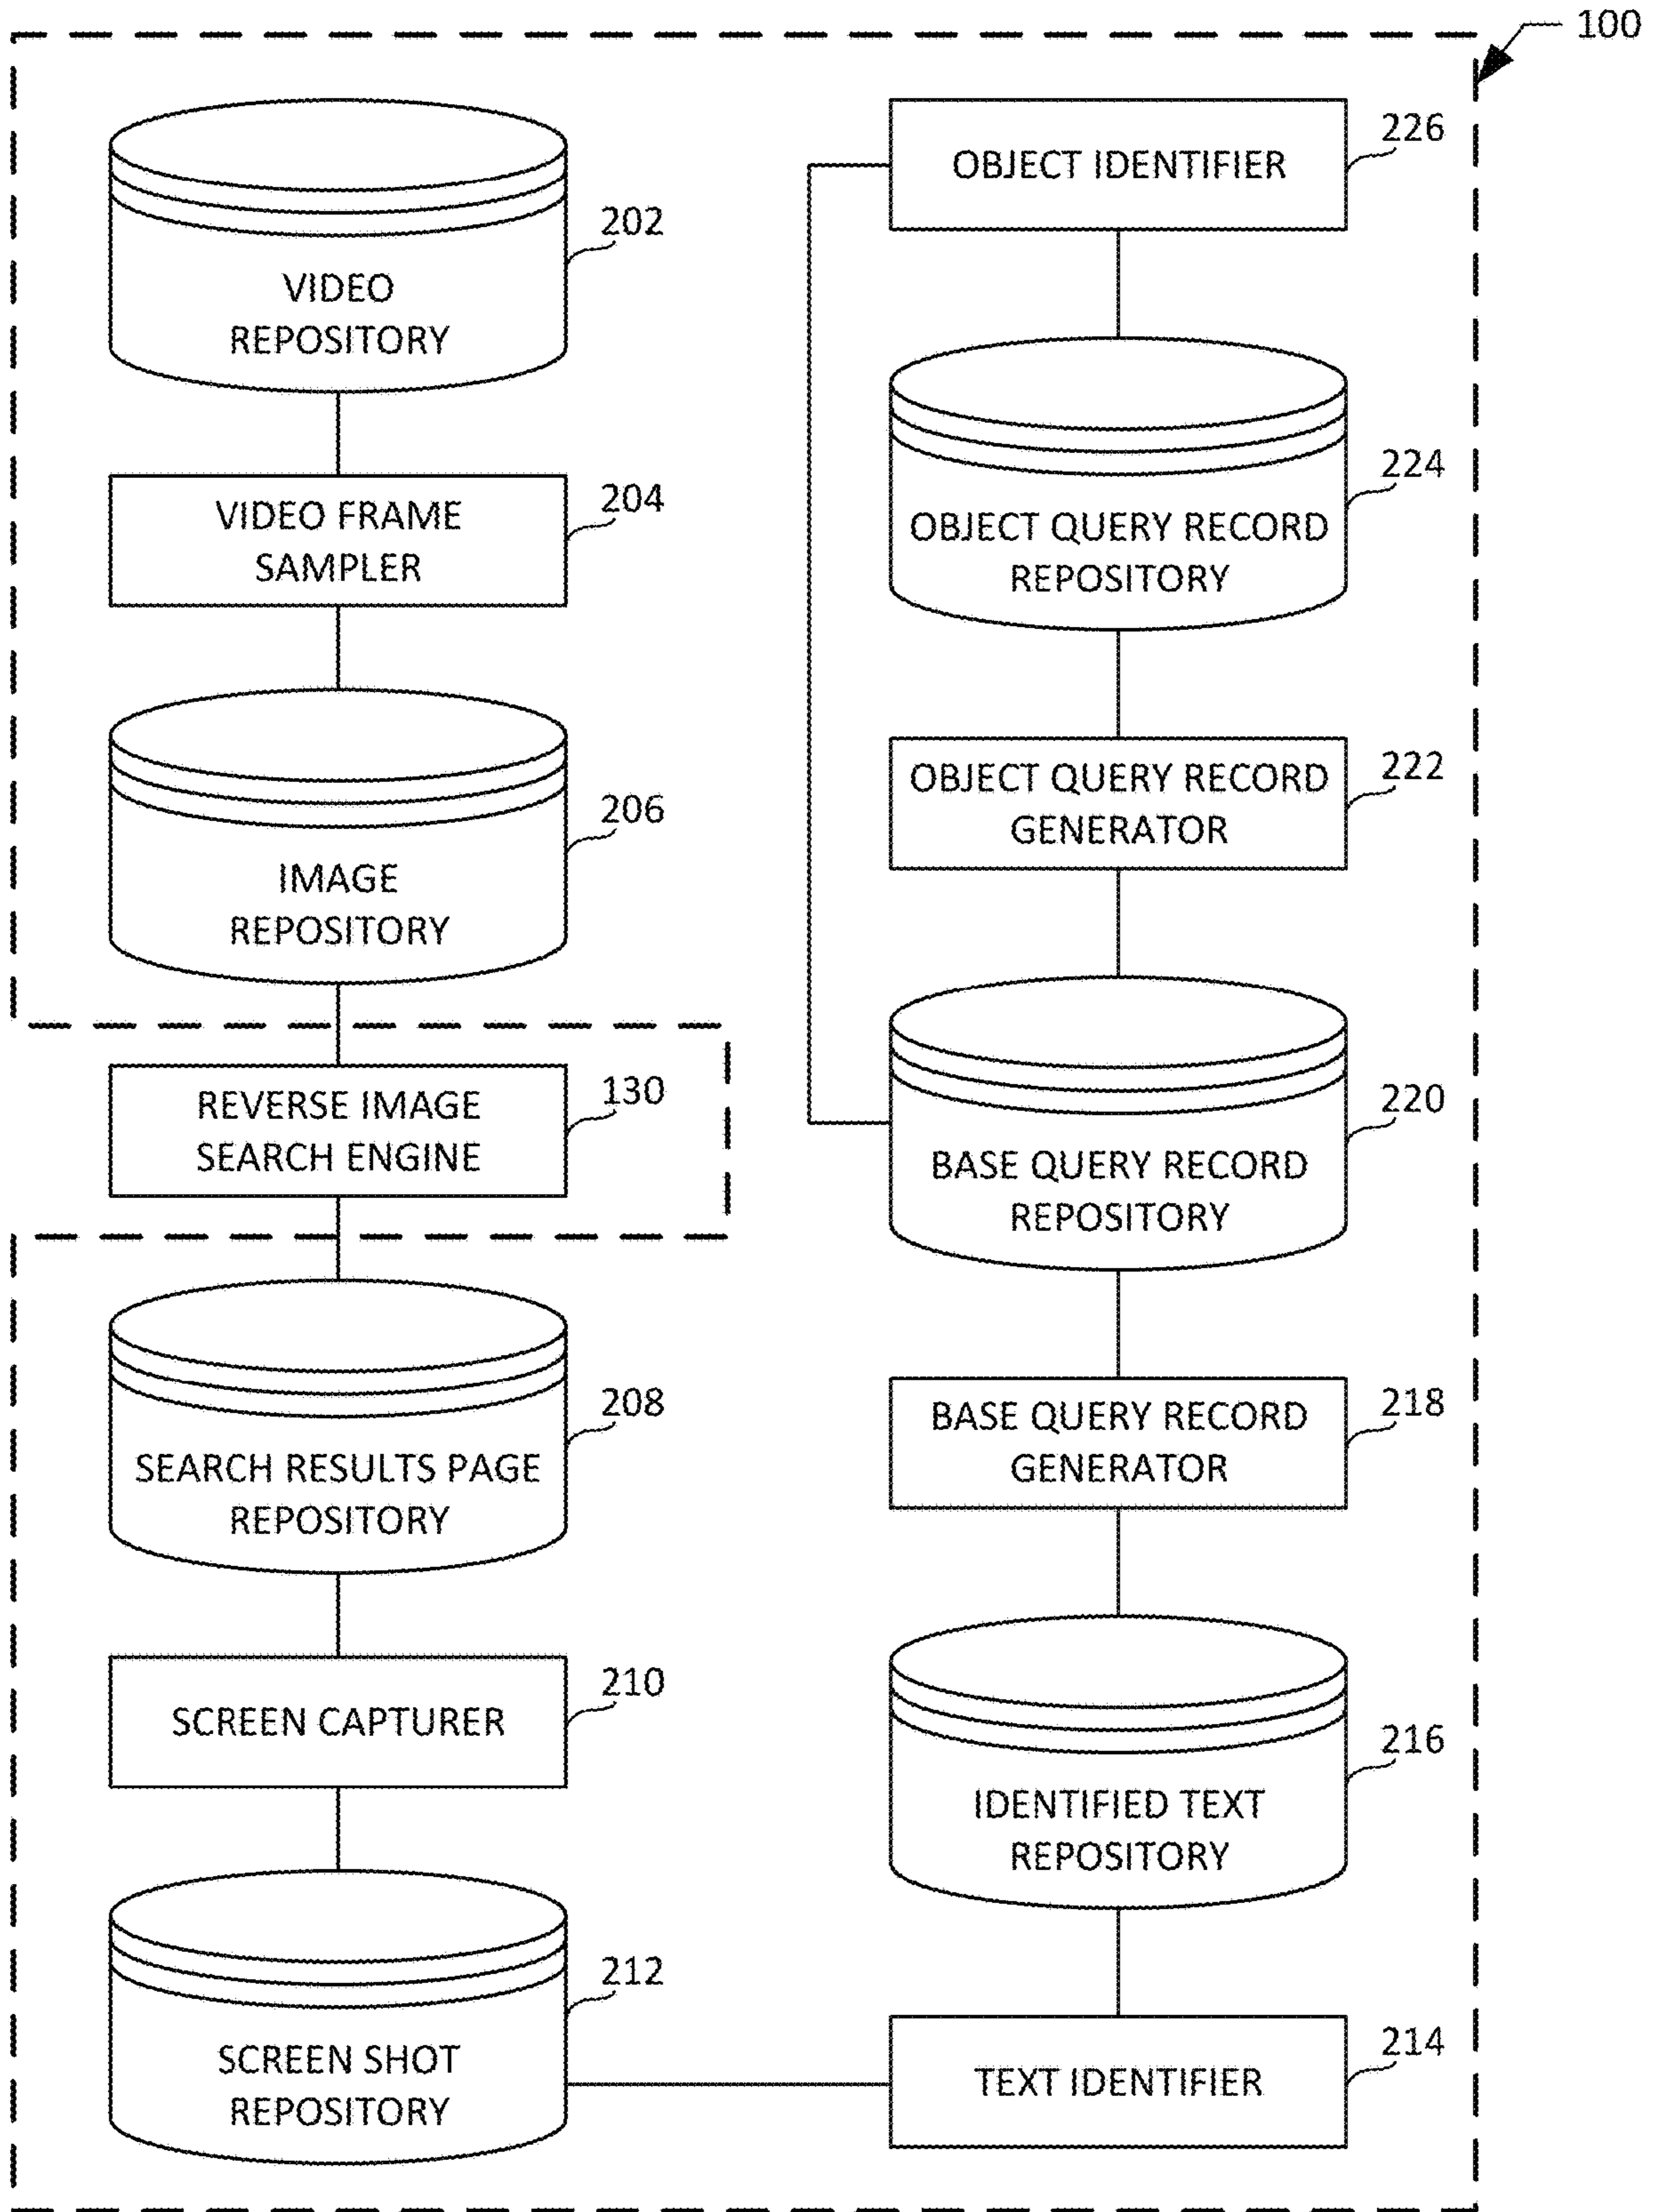 100
202
VIDEO
REPOSITORY
204
VIDEO FRAME
SAMPLER
206
IMAGE
REPOSITORY
130
REVERSE IMAGE
SEARCH ENGINE
208
SEARCH RESULTS PAGE
REPOSITORY
210
SCREEN CAPTURER
212
SCREEN SHOT
REPOSITORY
226
OBJECT IDENTIFIER
224
OBJECT QUERY RECORD
REPOSITORY
222
OBJECT QUERY RECORD
GENERATOR
220
BASE QUERY RECORD
REPOSITORY
218
BASE QUERY RECORD
GENERATOR
216
IDENTIFIED TEXT
REPOSITORY
214
TEXT IDENTIFIER